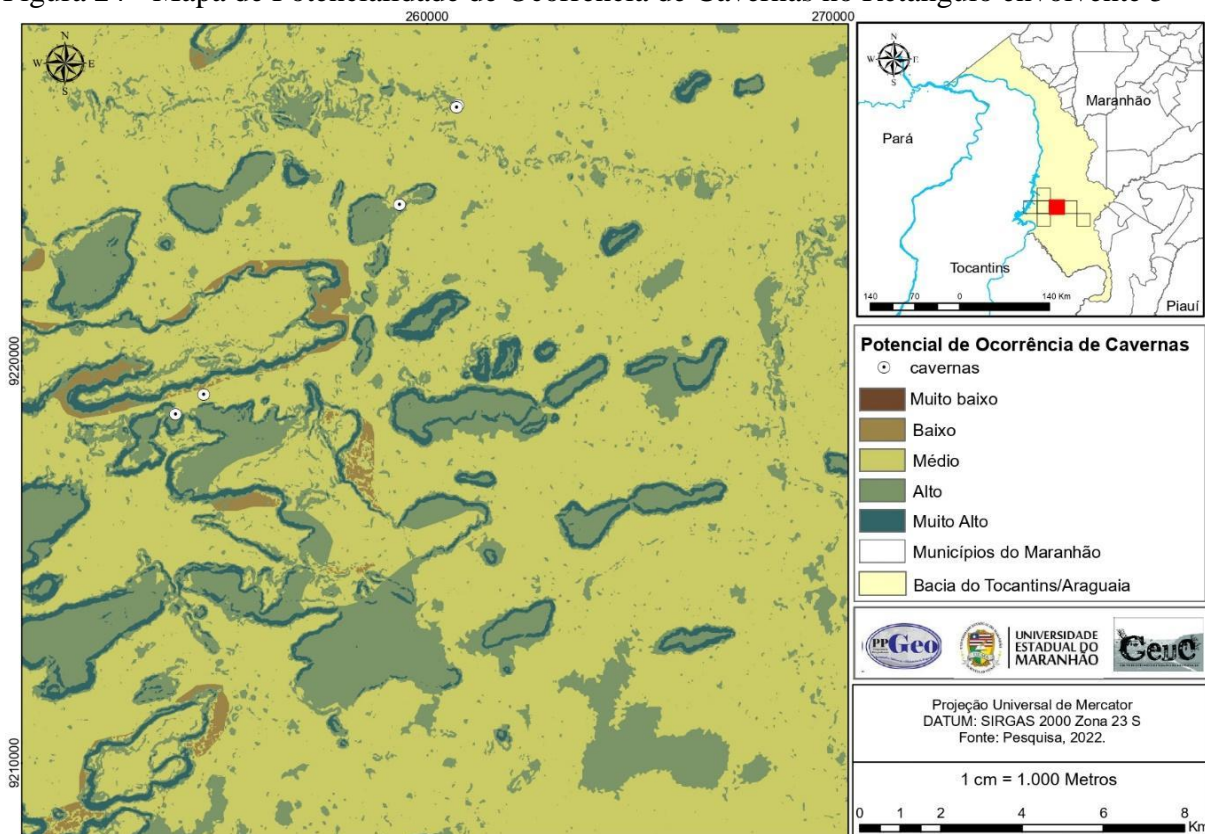 Figura 24 - Mapa de Potencialidade de Ocorrência de Cavernas no Retângulo envolvente 3
260000
270000
9220000
9210000
N
W E
S
N
W E
S
Maranhão
Pará
Tocantins
Piauí
140 70 0 140 Km
Potencial de Ocorrência de Cavernas
cavernas
Muito baixo
Baixo
Médio
Alto
Muito Alto
Municípios do Maranhão
Bacia do Tocantins/Araguaia
PPGeo
UNIVERSIDADE
ESTADUAL DO
MARANHÃO
Projeção Universal de Mercator
DATUM: SIRGAS 2000 Zona 23 S
Fonte: Pesquisa, 2022.
1 cm = 1.000 Metros
0 1 2 4 6 8
Km